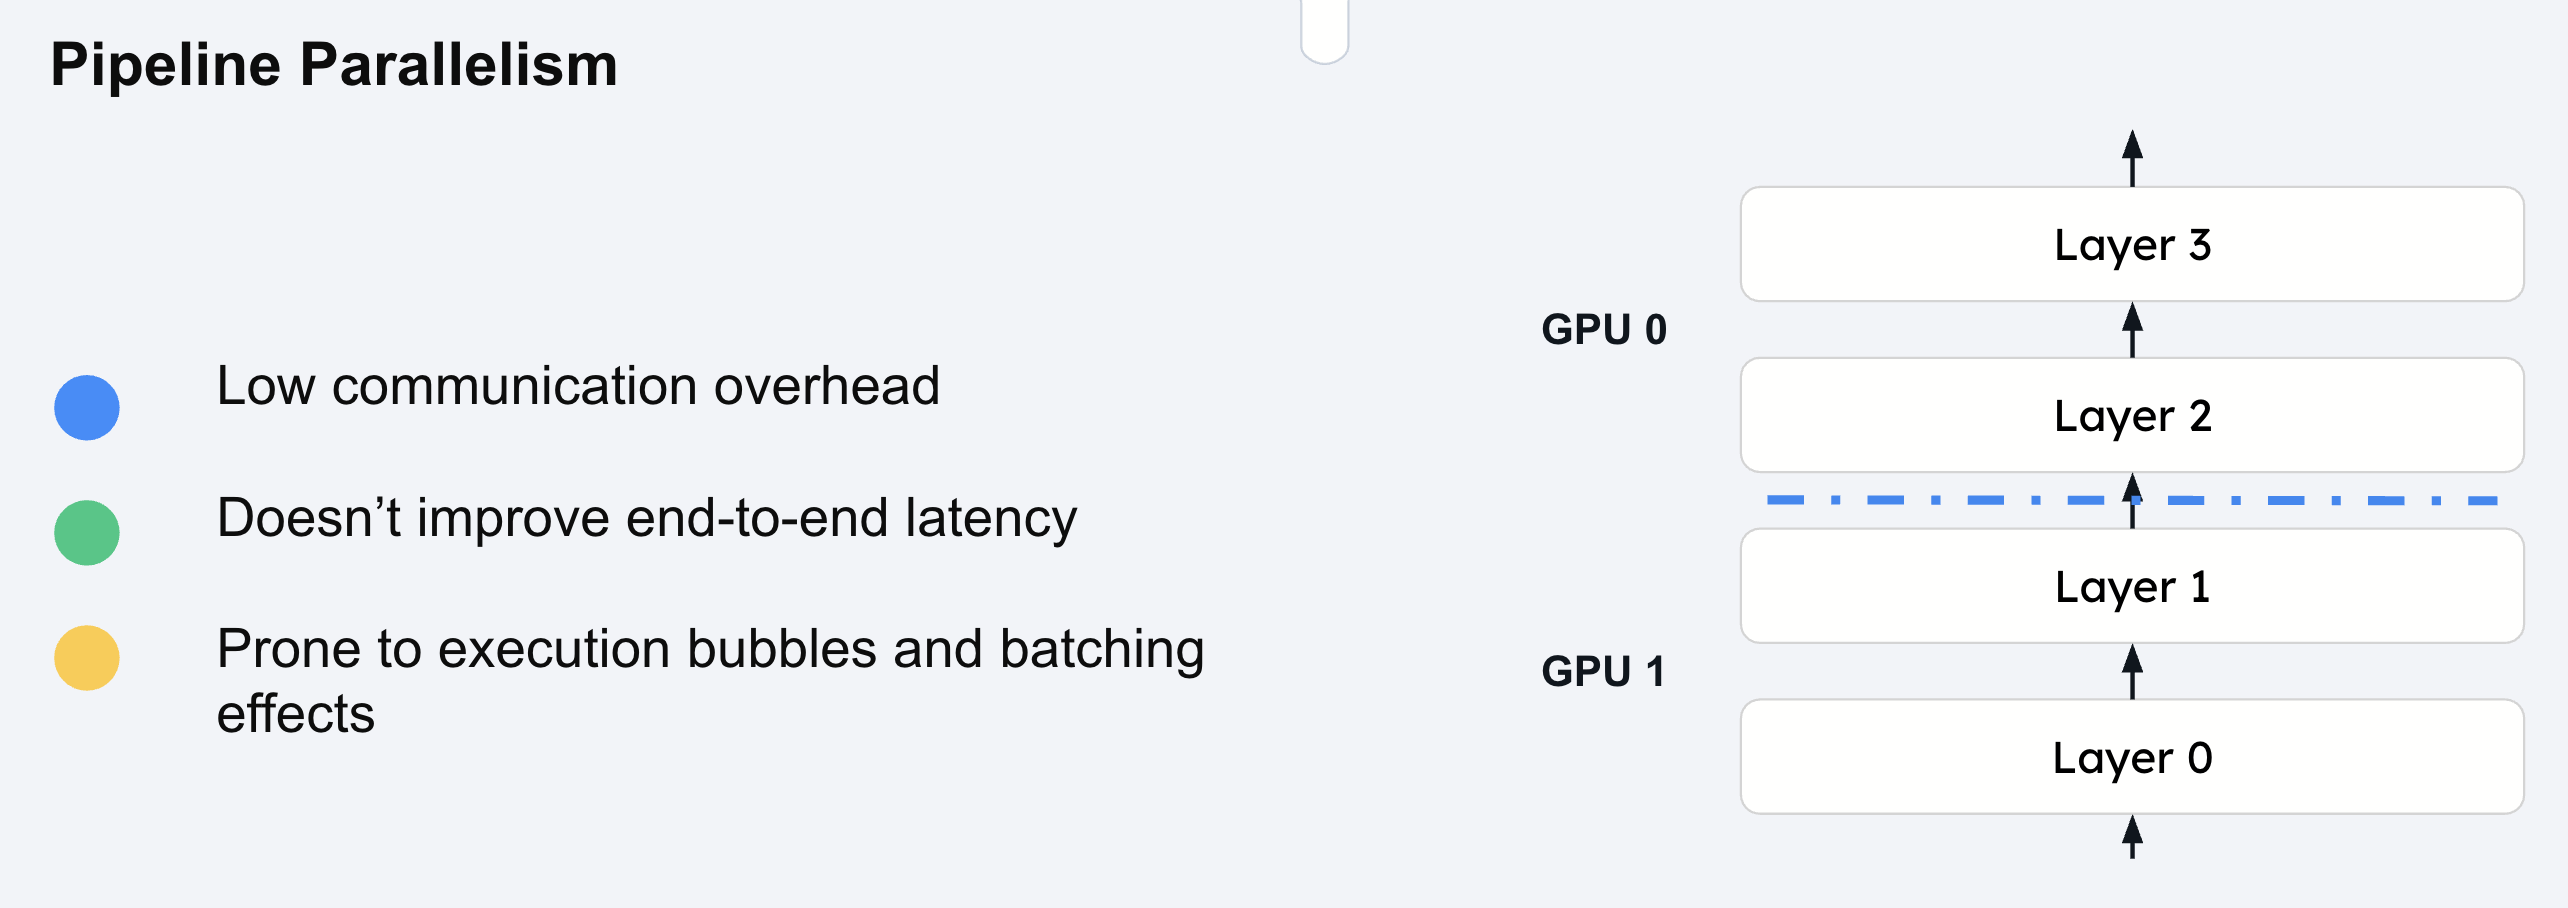 Pipeline Parallelism
Low communication overhead
Doesn’t improve end-to-end latency
Prone to execution bubbles and batching
effects
Layer 3
GPU 0
Layer 2
Layer 1
GPU 1
Layer 0